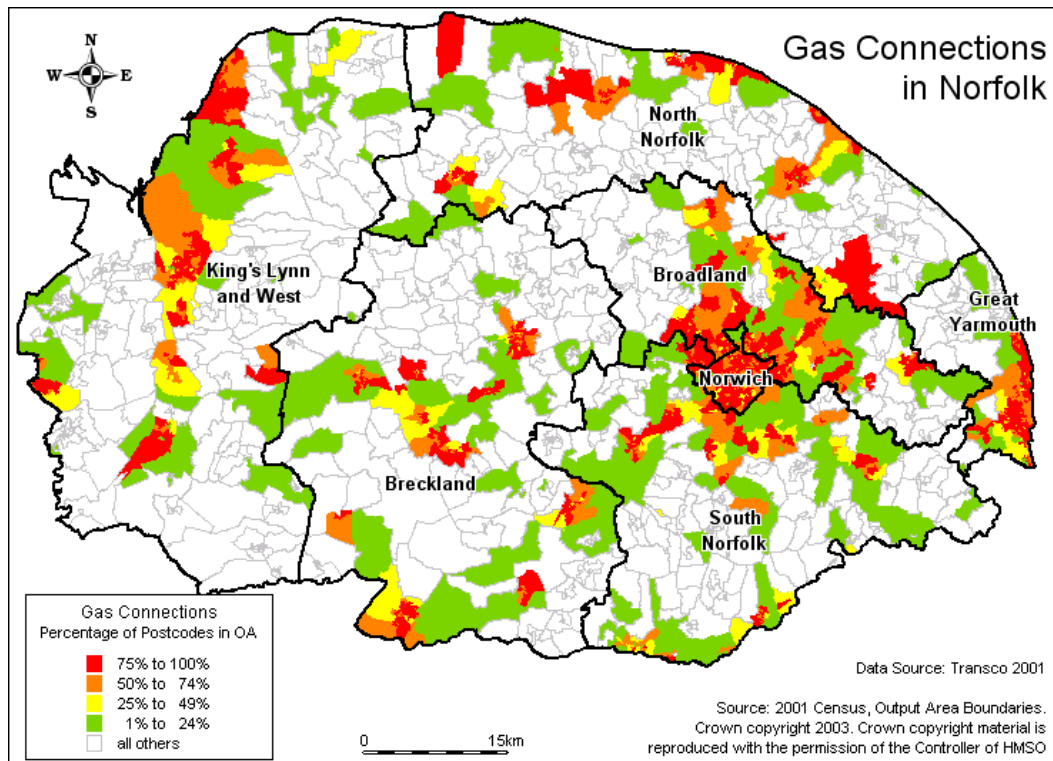 Gas Connections
in Norfolk
N
W E
S
North
Norfolk
King's Lynn
and West
Broadland
Great
Yarmouth
Norwich
Breckland
South
Norfolk
Gas Connections
Percentage of Postcodes in OA
75% to 100%
50% to 74%
25% to 49%
1% to 24%
all others
0 15km
Data Source: Transco 2001
Source: 2001 Census, Output Area Boundaries.
Crown copyright 2003. Crown copyright material is
reproduced with the permission of the Controller of HMSO